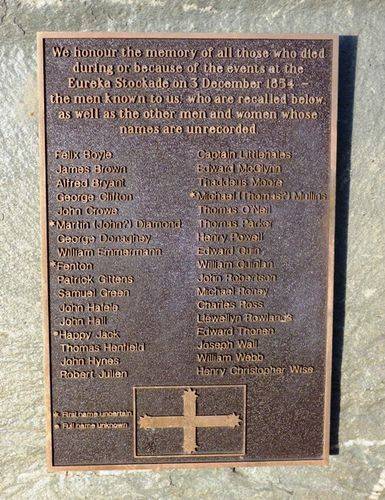 We honour the memory of all those who died
during or because of the events at the
Eureka Stockade on 3 December 1854 –
the men known to us, who are recalled below,
as well as the other men and women whose
names are unrecorded
Felix Boyle
James Brown
Alfred Bryant
George Clifton
John Crowe
*Martin (John?) Diamond
George Donaghey
William Emmermann
*Fenton
Patrick Gittens
Samuel Green
John Hafele
John Hall
Happy Jack
Thomas Henfield
John Hynes
Robert Julien
Captain Littlehales
Edward McGlynn
Thaddeus Moore
*Michael (Thomas?) Mullins
Thomas O'Neil
Thomas Parker
Henry Powell
Edward Quin
William Quinlan
John Robertson
Michael Roney
Charles Ross
Llewellyn Rowlands
Edward Thonen
Joseph Wall
William Webb
Henry Christopher Wise
* First name uncertain
Full name unknown